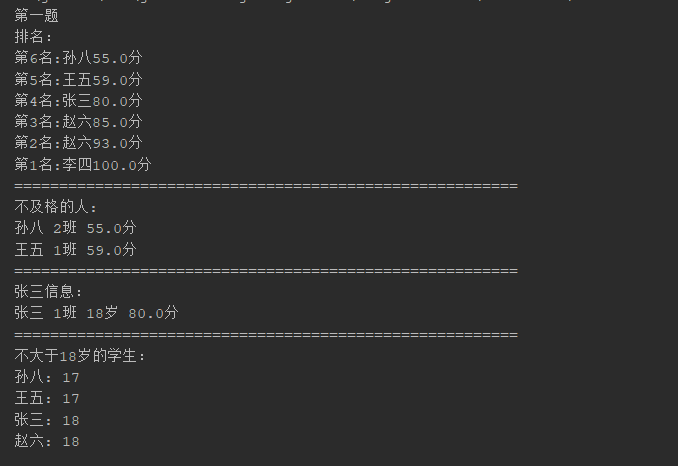 第一题
排名:
第6名:孙八55.0分
第5名:王五59.0分
第4名:张三80.0分
第3名:赵六85.0分
第2名:赵六93.0分
第1名:李四100.0分
========================================================
不及格的人:
孙八 2班 55.0分
王五 1班 59.0分
========================================================
张三信息:
张三 1班 18岁 80.0分
========================================================
不大于18岁的学生:
孙八: 17
王五: 17
张三: 18
赵六: 18